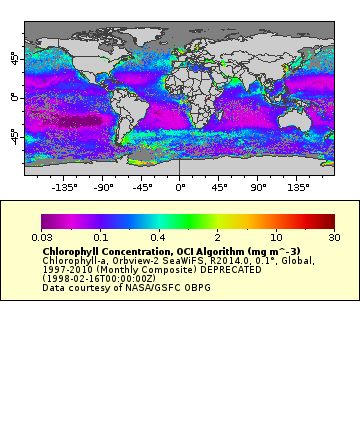 45°
0°
-45°
-135° -90° -45° 0° 45° 90° 135°
0.03 0.1 0.4 1 2 10 30
Chlorophyll Concentration, OCI Algorithm (mg m^-3)
Chlorophyll-a, Orbview-2 SeaWiFS, R2014.0, 0.1°, Global,
1997-2010 (Monthly Composite) DEPRECATED
(1998-02-16T00:00:00Z)
Data courtesy of NASA/GSFC OBPG